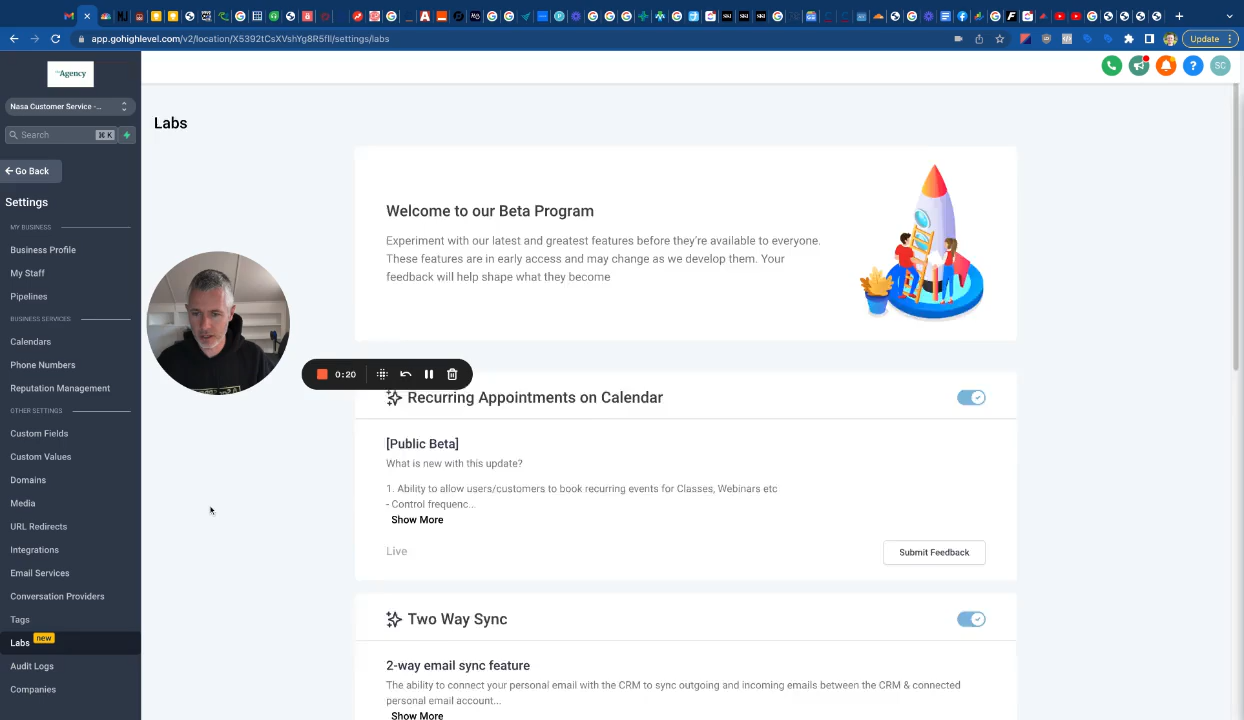 app.gohighlevel.com/v2/location/X5392tCsXVshYg8R5fIl/settings/labs
Update
Agency
Nasa Customer Service -...
Search
⌘ K
SC
Go Back
Settings
MY BUSINESS
Business Profile
My Staff
Pipelines
BUSINESS SERVICES
Calendars
Phone Numbers
Reputation Management
OTHER SETTINGS
Custom Fields
Custom Values
Domains
Media
URL Redirects
Integrations
Email Services
Conversation Providers
Tags
Labs new
Audit Logs
Companies
Labs
Welcome to our Beta Program
Experiment with our latest and greatest features before they're available to everyone.
These features are in early access and may change as we develop them. Your
feedback will help shape what they become
0:20
Recurring Appointments on Calendar
[Public Beta]
What is new with this update?
1. Ability to allow users/customers to book recurring events for Classes, Webinars etc
- Control frequenc...
Show More
Live
Submit Feedback
Two Way Sync
2-way email sync feature
The ability to connect your personal email with the CRM to sync outgoing and incoming emails between the CRM & connected
personal email account...
Show More